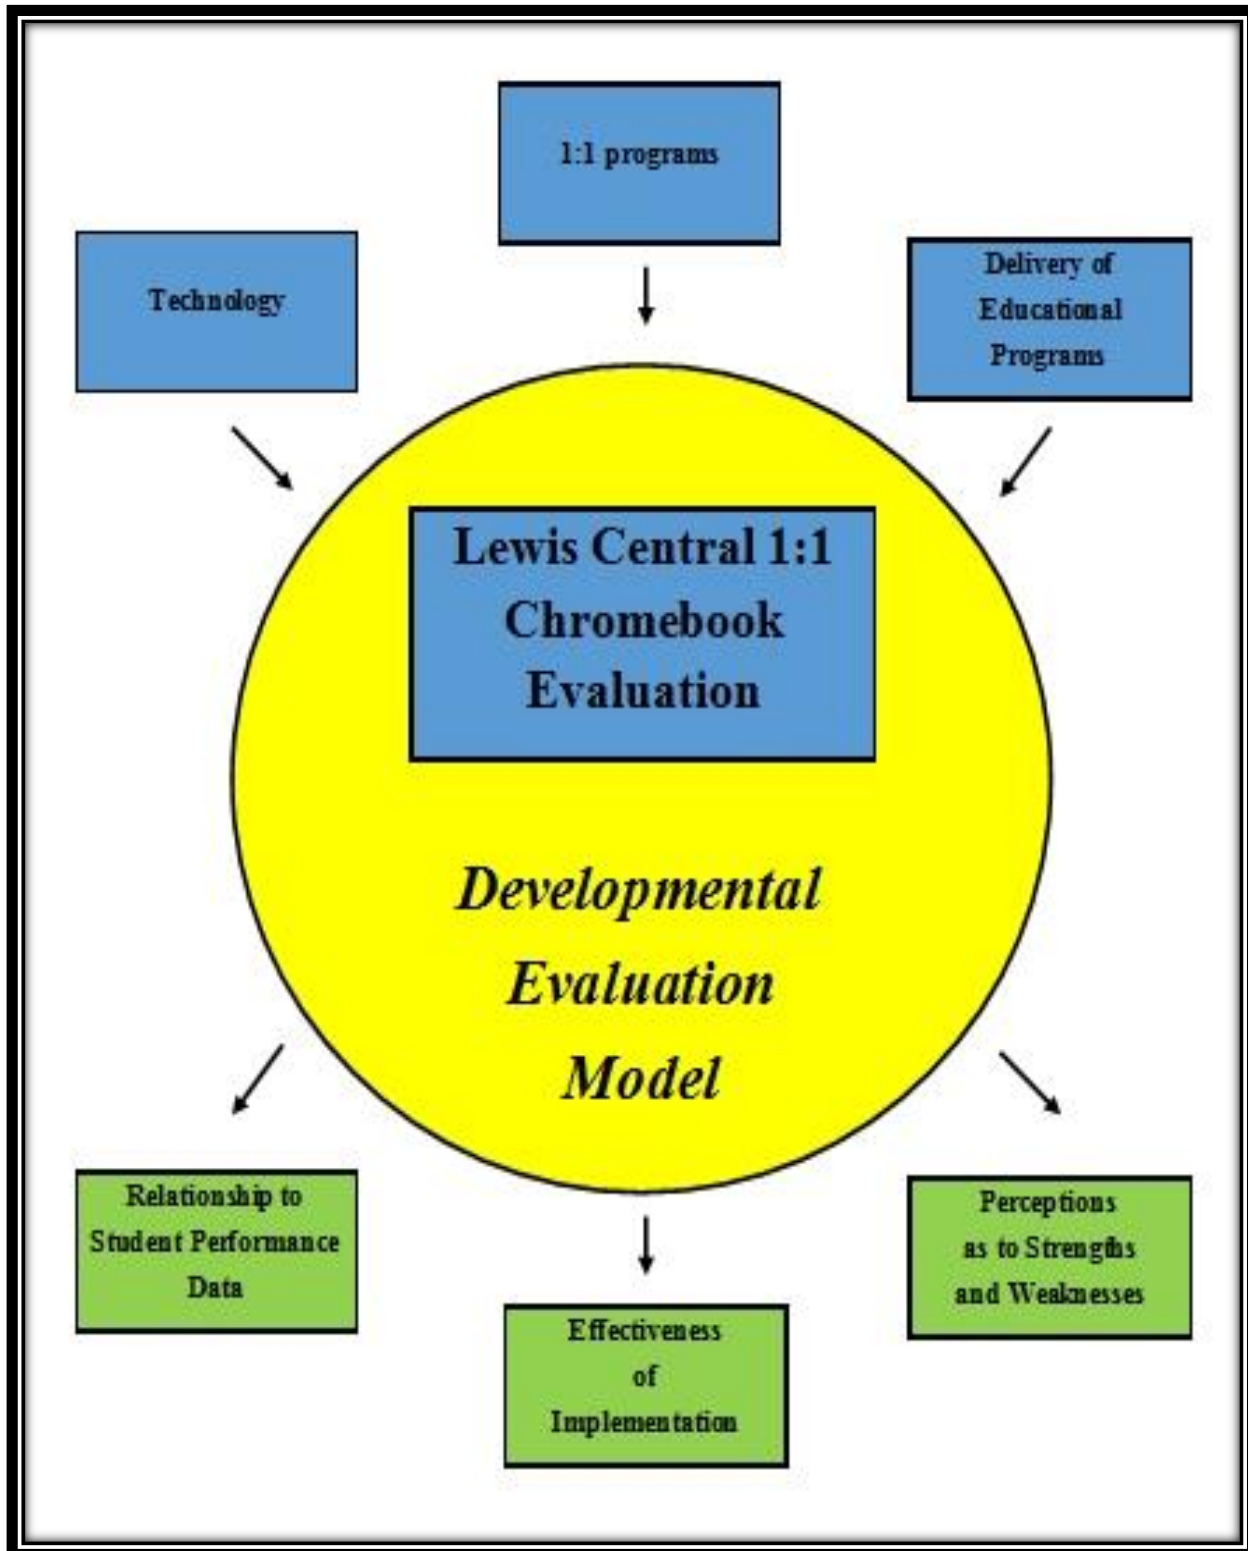 1:1 programs
Technology
Delivery of
Educational
Programs
Lewis Central 1:1
Chromebook
Evaluation
Developmental
Evaluation
Model
Relationship to
Student Performance
Data
Effectiveness
of
Implementation
Perceptions
as to Strengths
and Weaknesses